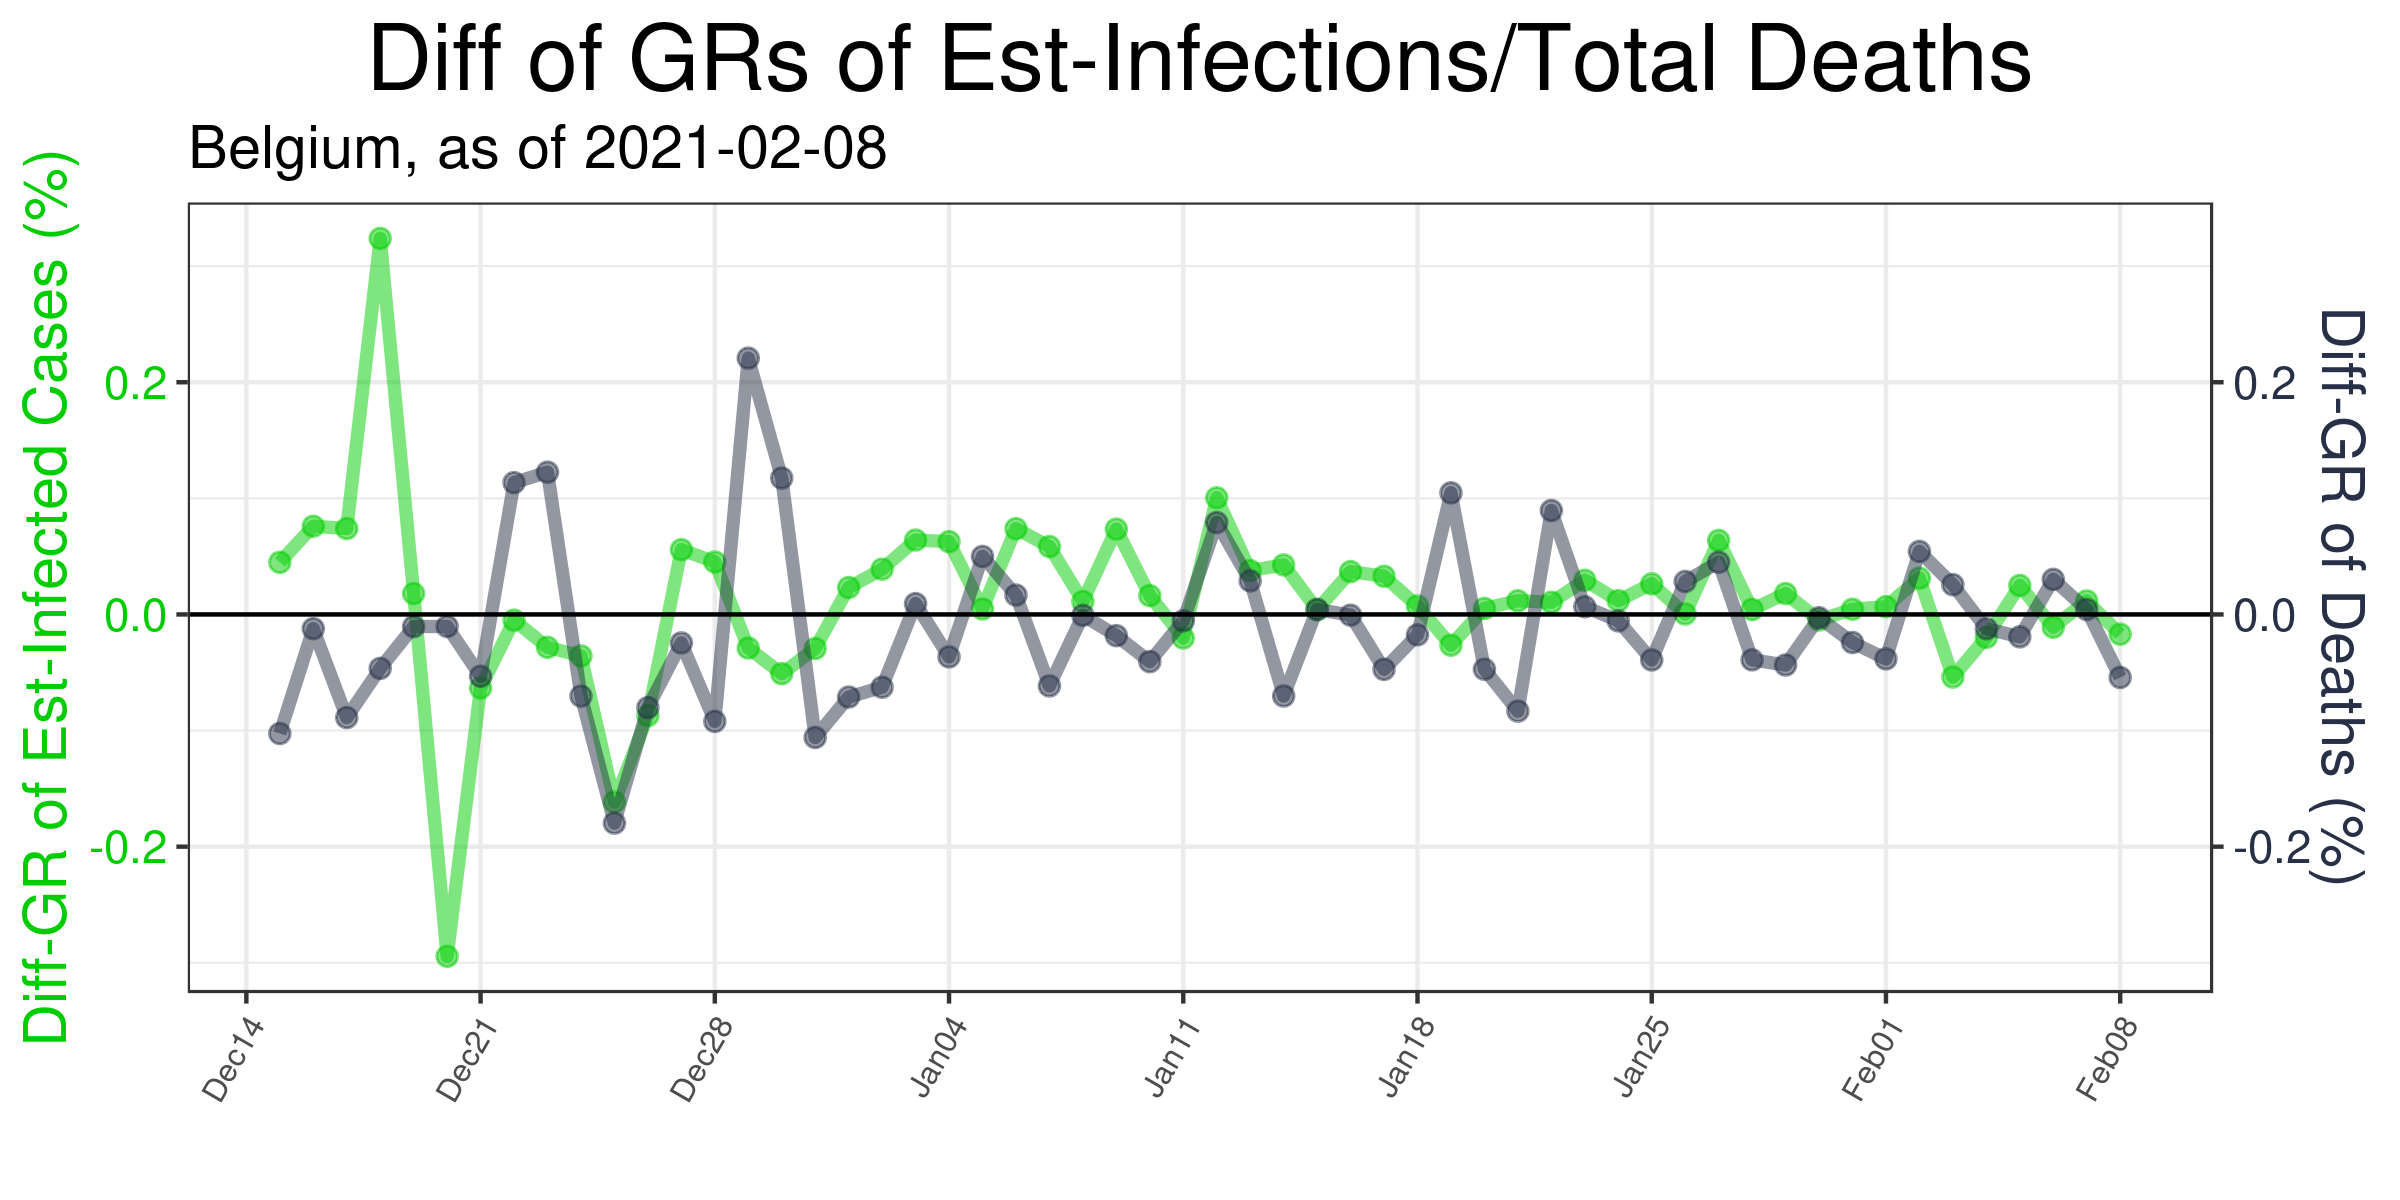 Diff of GRs of Est-Infections/Total Deaths
Belgium, as of 2021-02-08
Diff-GR of Est-Infected Cases (%)
0.2
0.0
-0.2
0.2
0.0
-0.2
Diff-GR of Deaths (%)
Dec14
Dec21
Dec28
Jan04
Jan11
Jan18
Jan25
Feb01
Feb08